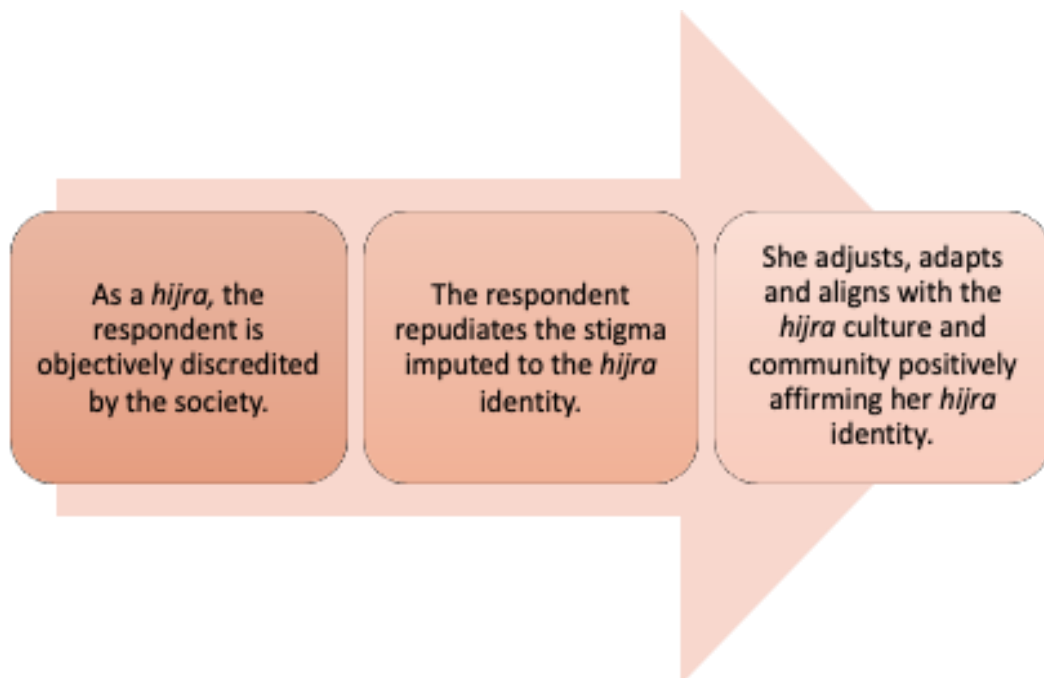 As a hijra, the
respondent is
objectively discredited
by the society.
The respondent
repudiates the stigma
imputed to the hijra
identity.
She adjusts, adapts
and aligns with the
hijra culture and
community positively
affirming her hijra
identity.